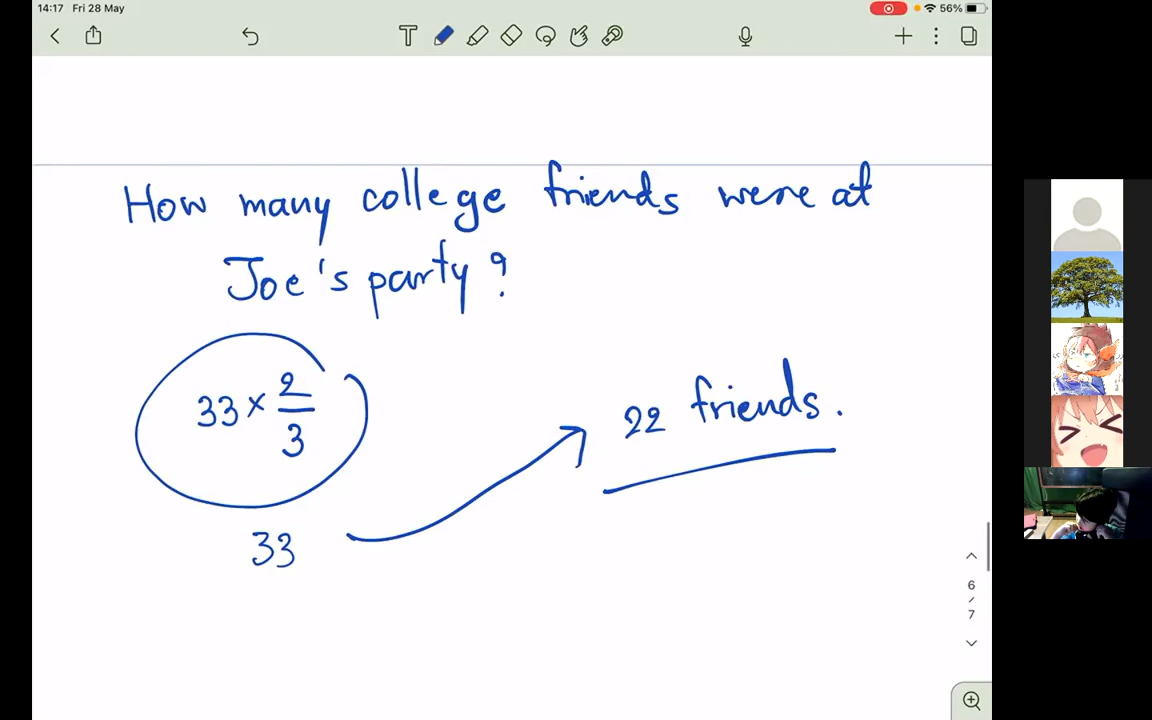 14:17 Fri 28 May
56%
T
How many college friends were at
Joe's party?
33 × 2/3
22 friends.
33
6
/
7